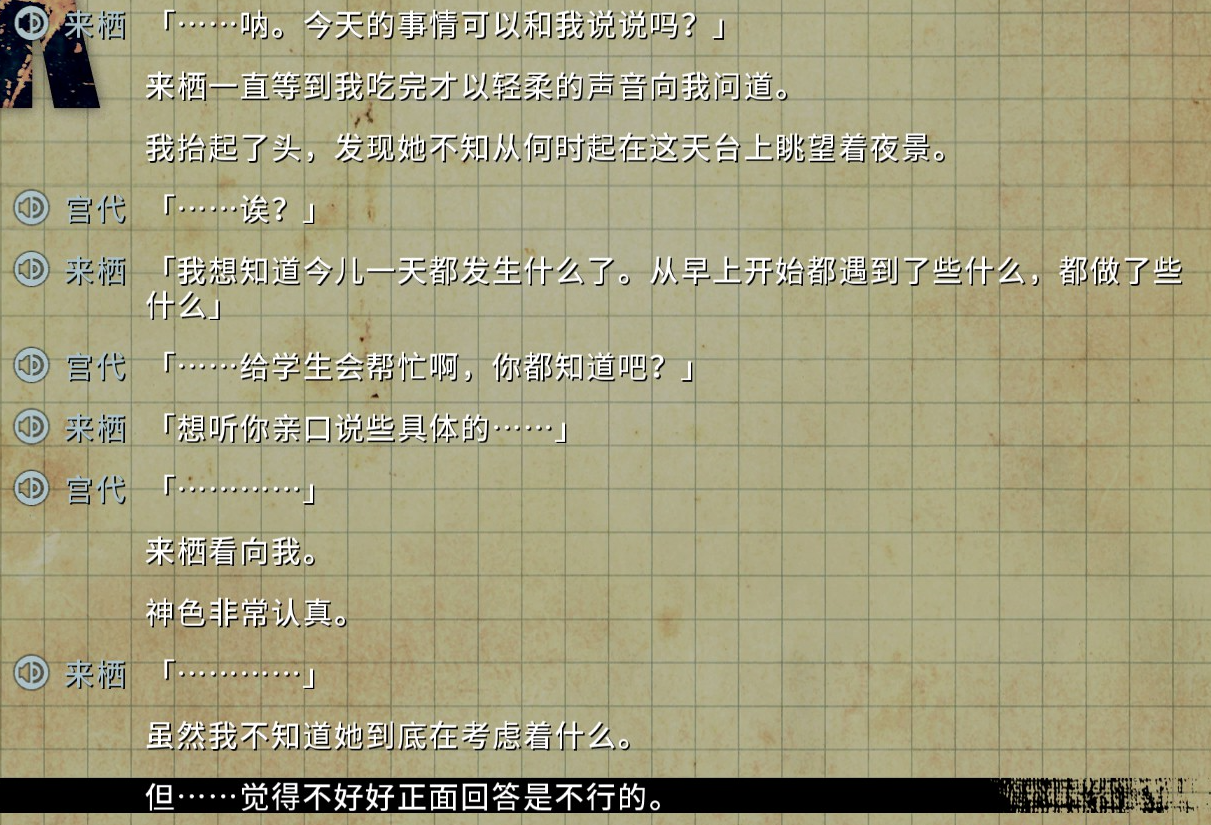 来栖 「……呐。今天的事情可以和我说说吗？」
来栖一直等到我吃完才以轻柔的声音向我问道。
我抬起了头，发现她不知从何时起在这天台上眺望着夜景。
宫代 「……诶？」
来栖 「我想知道今儿一天都发生什么了。从早上开始都遇到了些什么，都做了些
什么」
宫代 「……给学生会帮忙啊，你都知道吧？」
来栖 「想听你亲口说些具体的……」
宫代 「…………」
来栖看向我。
神色非常认真。
来栖 「…………」
虽然我不知道她到底在考虑着什么。
但……觉得不好好正面回答是不行的。